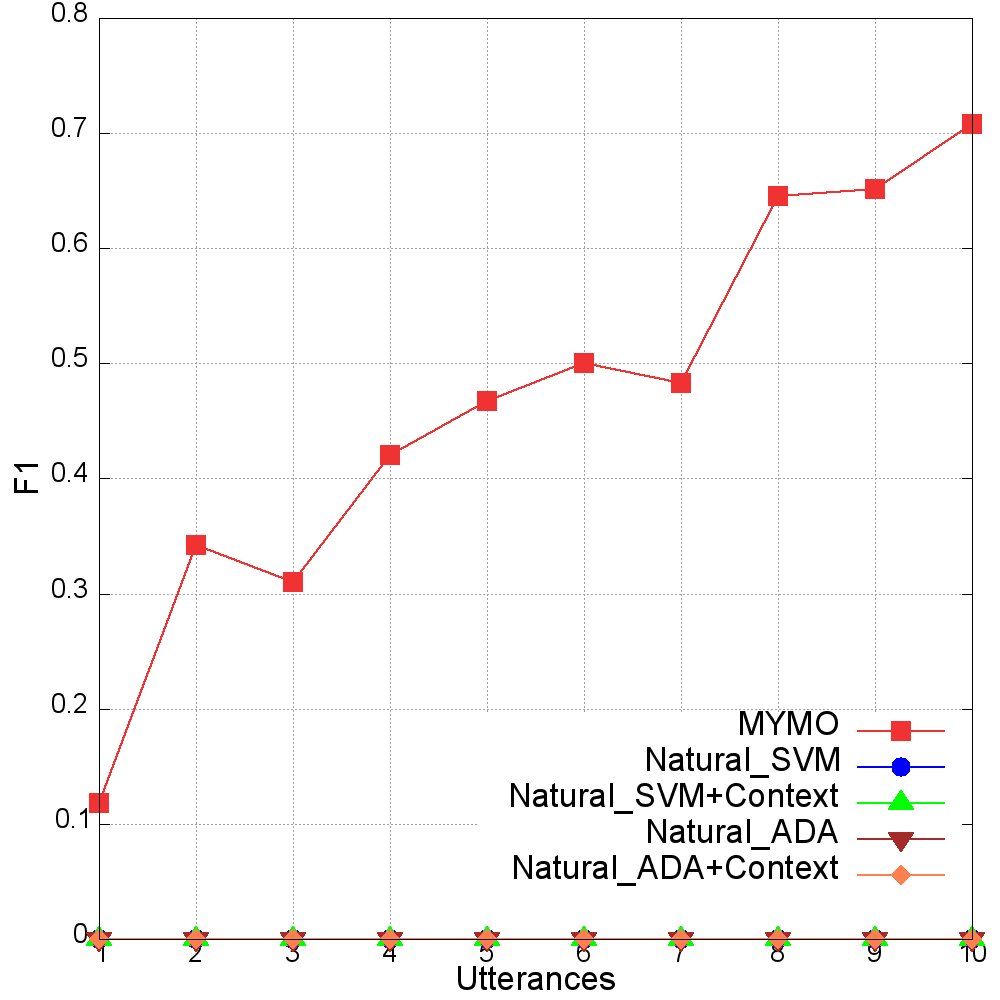 0.8
0.7
0.6
0.5
0.4
0.3
0.2
0.1
0
F1
MYMO
Natural_SVM
Natural_SVM+Context
Natural_ADA
Natural_ADA+Context
1 2 3 4 5 6 7 8 9 10
Utterances